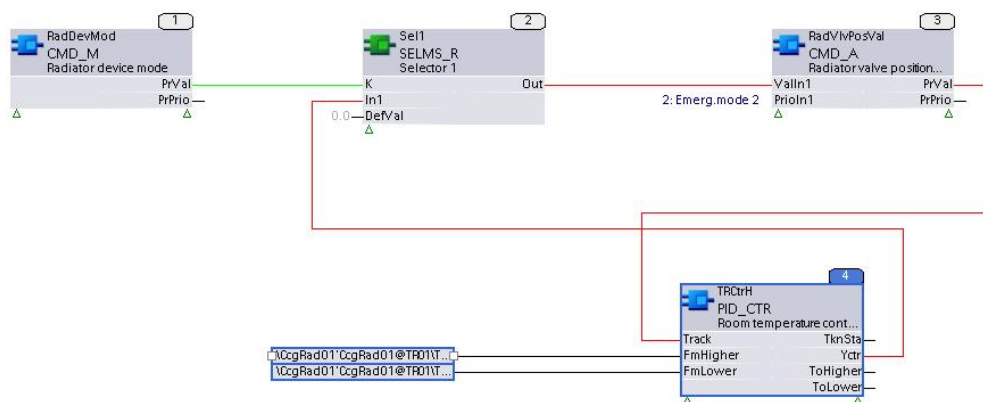 1
RadDevMod
CMD_M
Radiator device mode
PrVal
PrPrio
2
Sel1
SELMS_R
Selector 1
K
Out
In1
0.0
DefVal
3
RadVlvPosVal
CMD_A
Radiator valve position...
ValIn1
PrVal
2: Emerg.mode 2
PrioIn1
PrPrio
4
TRCtrH
PID_CTR
Room temperature cont...
Track
TknSta
\CcgRad01'CcgRad01@TR01\T...
FmHigher
Yctr
\CcgRad01'CcgRad01@TR01\T...
FmLower
ToHigher
ToLower